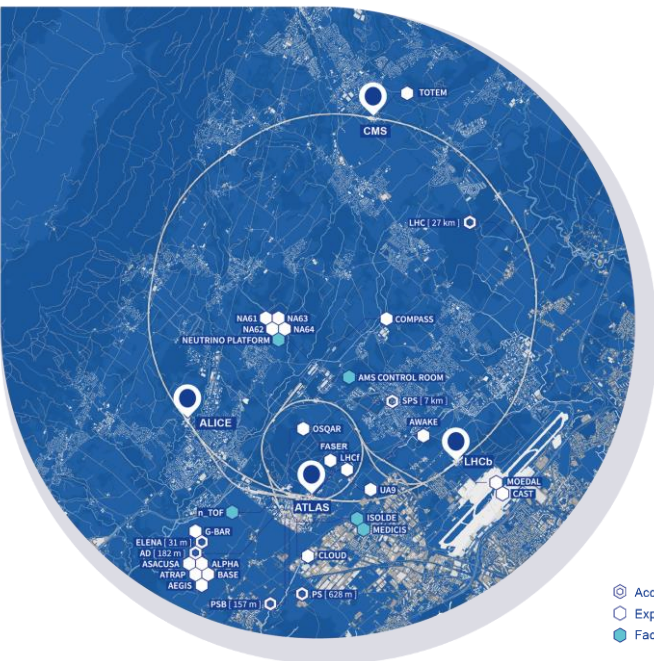 TOTEM
CMS
LHC [ 27 km ]
NA61 NA63
NA62 NA64
NEUTRINO PLATFORM
COMPASS
AMS CONTROL ROOM
SPS [ 7 km ]
ALICE
OSQAR
AWAKE
FASER
LHCf
LHCb
MOEDAL
CAST
UA9
ATLAS
n_TOF
ISOLDE
MEDICIS
G-BAR
ELENA [ 31 m ]
AD [ 182 m ]
ASACUSA ALPHA
ATRAP BASE
AEGIS
CLOUD
PS [ 628 m ]
PSB [ 157 m ]
Acc
Exp
Fac